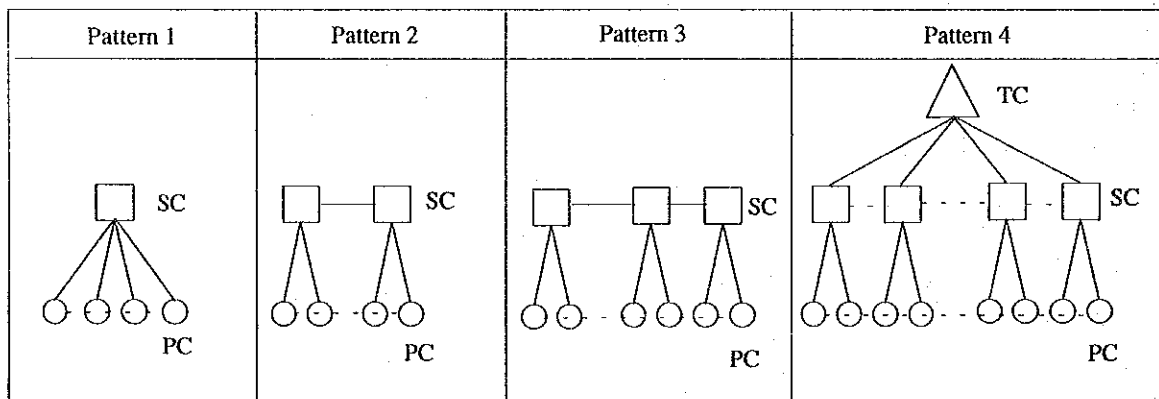 Pattern 1 Pattern 2 Pattern 3 Pattern 4
TC
SC SC SC SC
PC PC PC PC